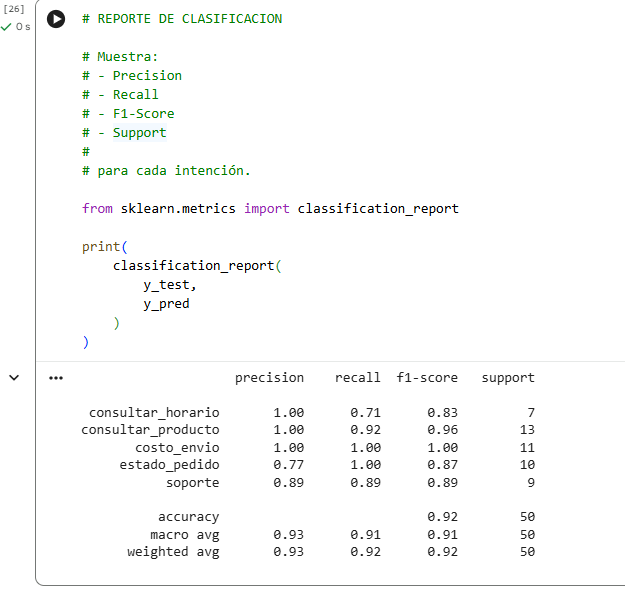 [26]
0 s
# REPORTE DE CLASIFICACION
# Muestra:
# - Precision
# - Recall
# - F1-Score
# - Support
#
# para cada intención.
from sklearn.metrics import classification_report
print(
classification_report(
y_test,
y_pred
)
)
precision recall f1-score support
consultar_horario 1.00 0.71 0.83 7
consultar_producto 1.00 0.92 0.96 13
costo_envio 1.00 1.00 1.00 11
estado_pedido 0.77 1.00 0.87 10
soporte 0.89 0.89 0.89 9
accuracy 0.92 50
macro avg 0.93 0.91 0.91 50
weighted avg 0.93 0.92 0.92 50